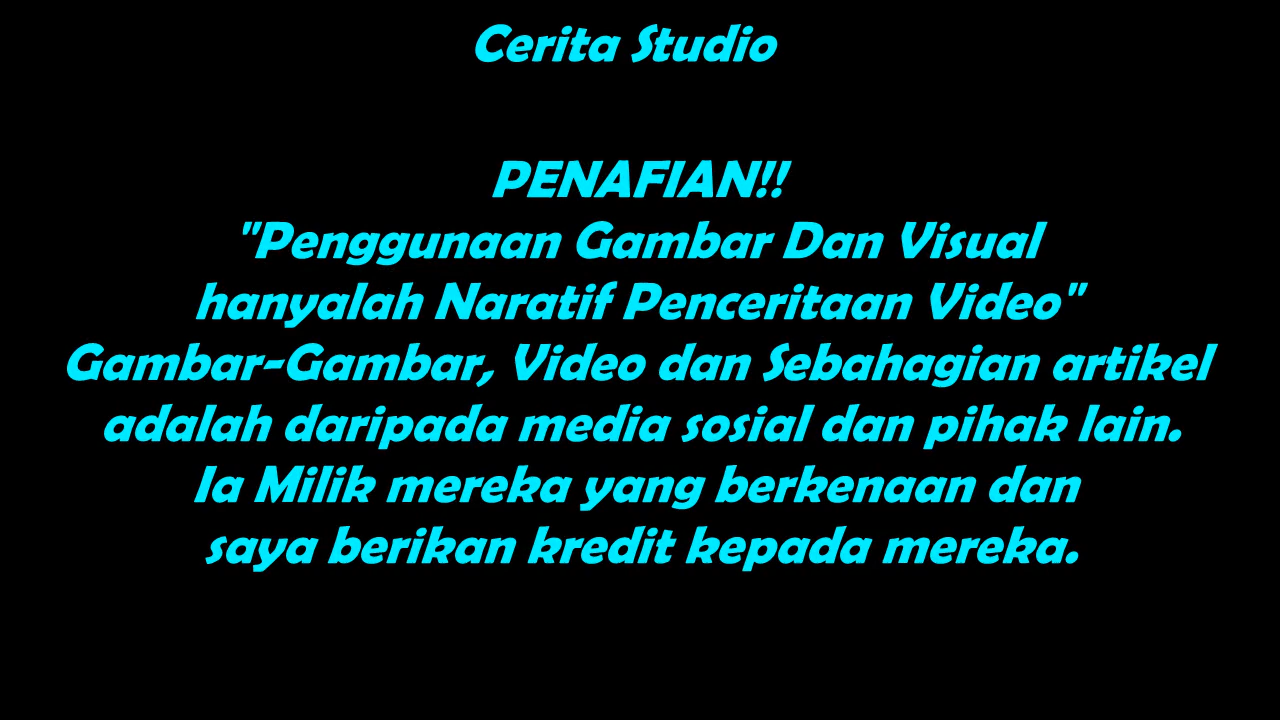 Cerita Studio
PENAFIAN!!
"Penggunaan Gambar Dan Visual
hanyalah Naratif Penceritaan Video"
Gambar-Gambar, Video dan Sebahagian artikel
adalah daripada media sosial dan pihak lain.
Ia Milik mereka yang berkenaan dan
saya berikan kredit kepada mereka.